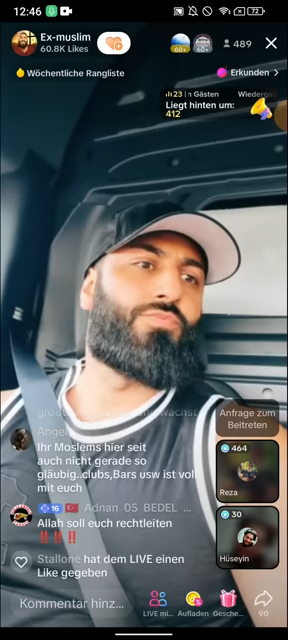 12:46
72
Ex-muslim
60.8K Likes
60+
60+
489
Wöchentliche Rangliste
Erkunden >
23
n Gästen
Liegt hinten um:
412
Anfrage zum
Beitreten
Ihr Moslems hier seit
auch nicht gerade so
gläubig..clubs,Bars usw ist voll
mit euch
464
Reza
16 Adnan 05 BEDEL ...
Allah soll euch rechtleiten
‼️‼️‼️
30
Hüseyin
Stallone hat dem LIVE einen
Like gegeben
Kommentar hinz...
LIVE mi...
Aufladen
Gesche...
90